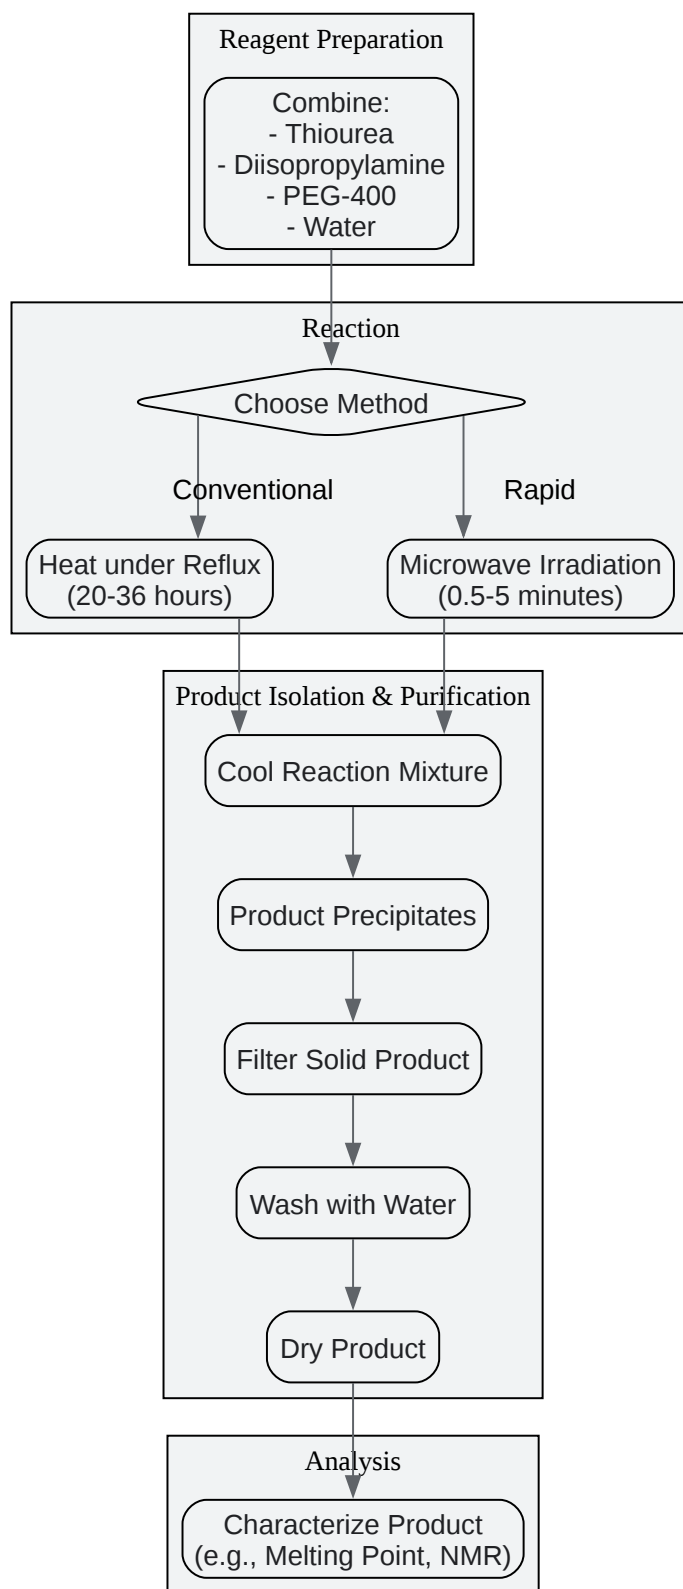 Reagent Preparation
Combine:
- Thiourea
- Diisopropylamine
- PEG-400
- Water
Reaction
Choose Method
Conventional
Rapid
Heat under Reflux
(20-36 hours)
Microwave Irradiation
(0.5-5 minutes)
Product Isolation & Purification
Cool Reaction Mixture
Product Precipitates
Filter Solid Product
Wash with Water
Dry Product
Analysis
Characterize Product
(e.g., Melting Point, NMR)